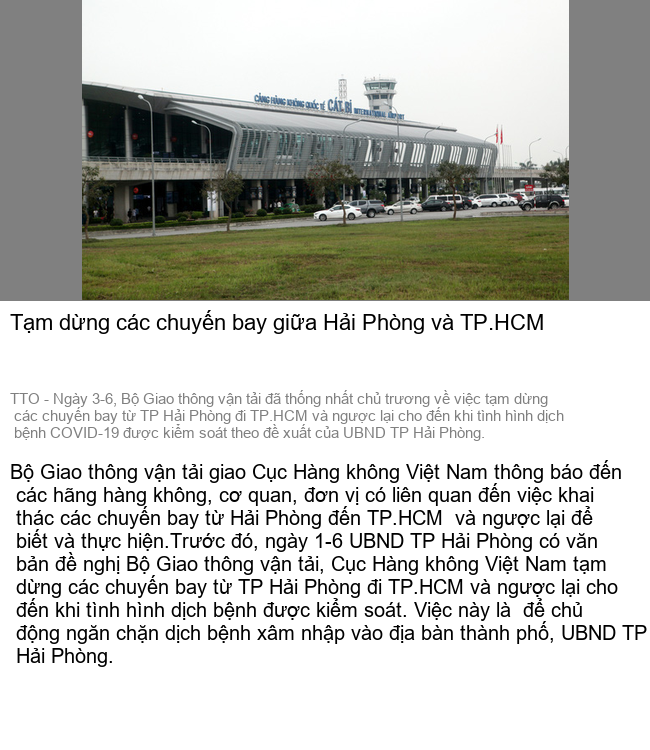 CẢNG HÀNG KHÔNG QUỐC TẾ CÁT BI INTERNATIONAL AIRPORT
Tạm dừng các chuyến bay giữa Hải Phòng và TP.HCM
TTO - Ngày 3-6, Bộ Giao thông vận tải đã thống nhất chủ trương về việc tạm dừng
các chuyến bay từ TP Hải Phòng đi TP.HCM và ngược lại cho đến khi tình hình dịch
bệnh COVID-19 được kiểm soát theo đề xuất của UBND TP Hải Phòng.
Bộ Giao thông vận tải giao Cục Hàng không Việt Nam thông báo đến
các hãng hàng không, cơ quan, đơn vị có liên quan đến việc khai
thác các chuyến bay từ Hải Phòng đến TP.HCM  và ngược lại để
biết và thực hiện.Trước đó, ngày 1-6 UBND TP Hải Phòng có văn
bản đề nghị Bộ Giao thông vận tải, Cục Hàng không Việt Nam tạm
dừng các chuyến bay từ TP Hải Phòng đi TP.HCM và ngược lại cho
đến khi tình hình dịch bệnh được kiểm soát. Việc này là  để chủ
động ngăn chặn dịch bệnh xâm nhập vào địa bàn thành phố, UBND TP
Hải Phòng.